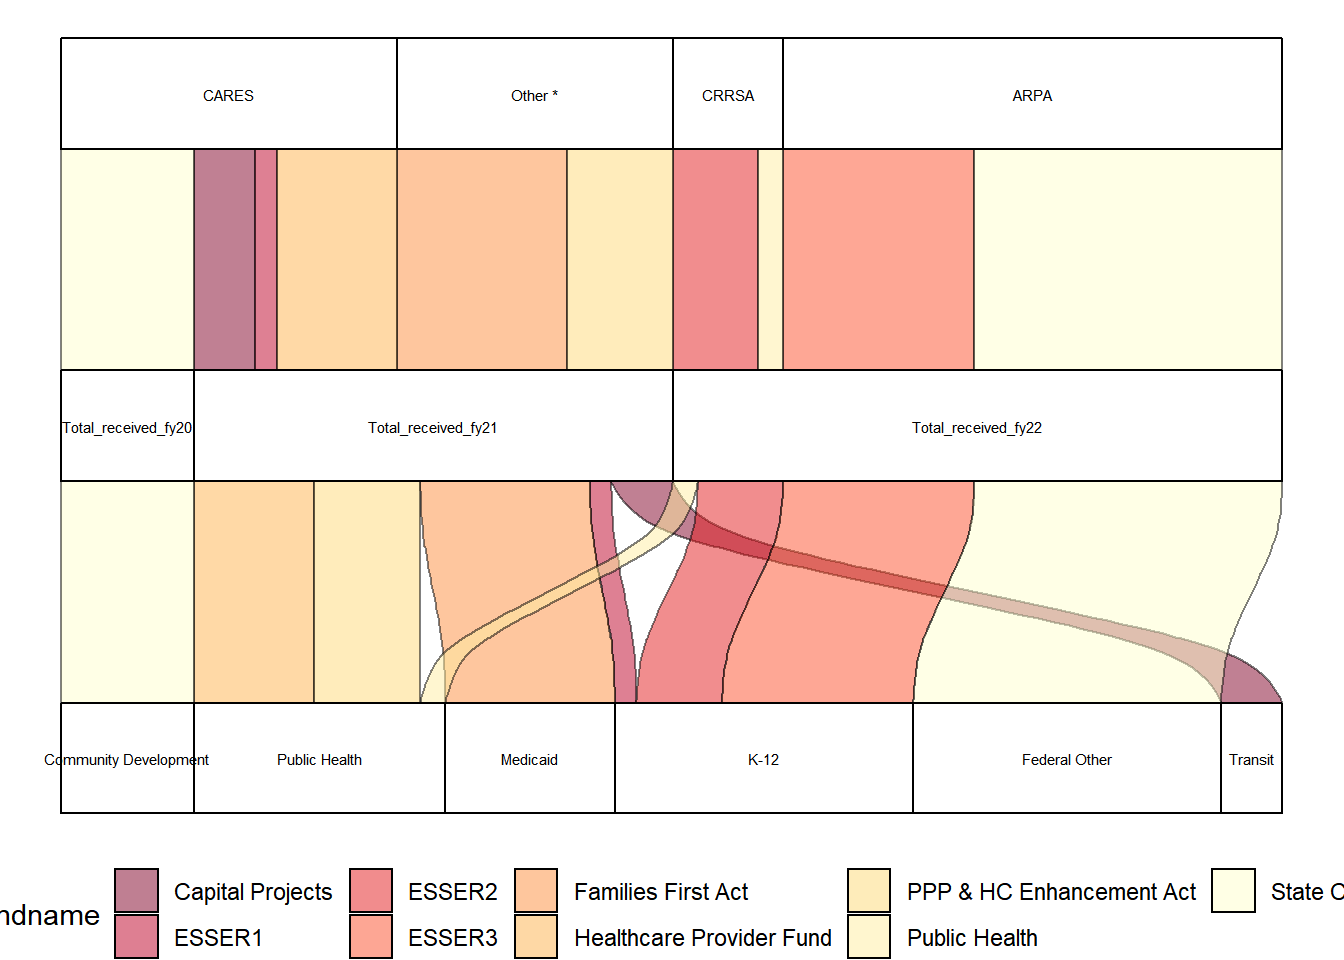 CARES
Other *
CRRSA
ARPA
Total_received_fy20
Total_received_fy21
Total_received_fy22
Community Development
Public Health
Medicaid
K-12
Federal Other
Transit
ndname
Capital Projects
ESSER2
Families First Act
PPP & HC Enhancement Act
State C
ESSER1
ESSER3
Healthcare Provider Fund
Public Health